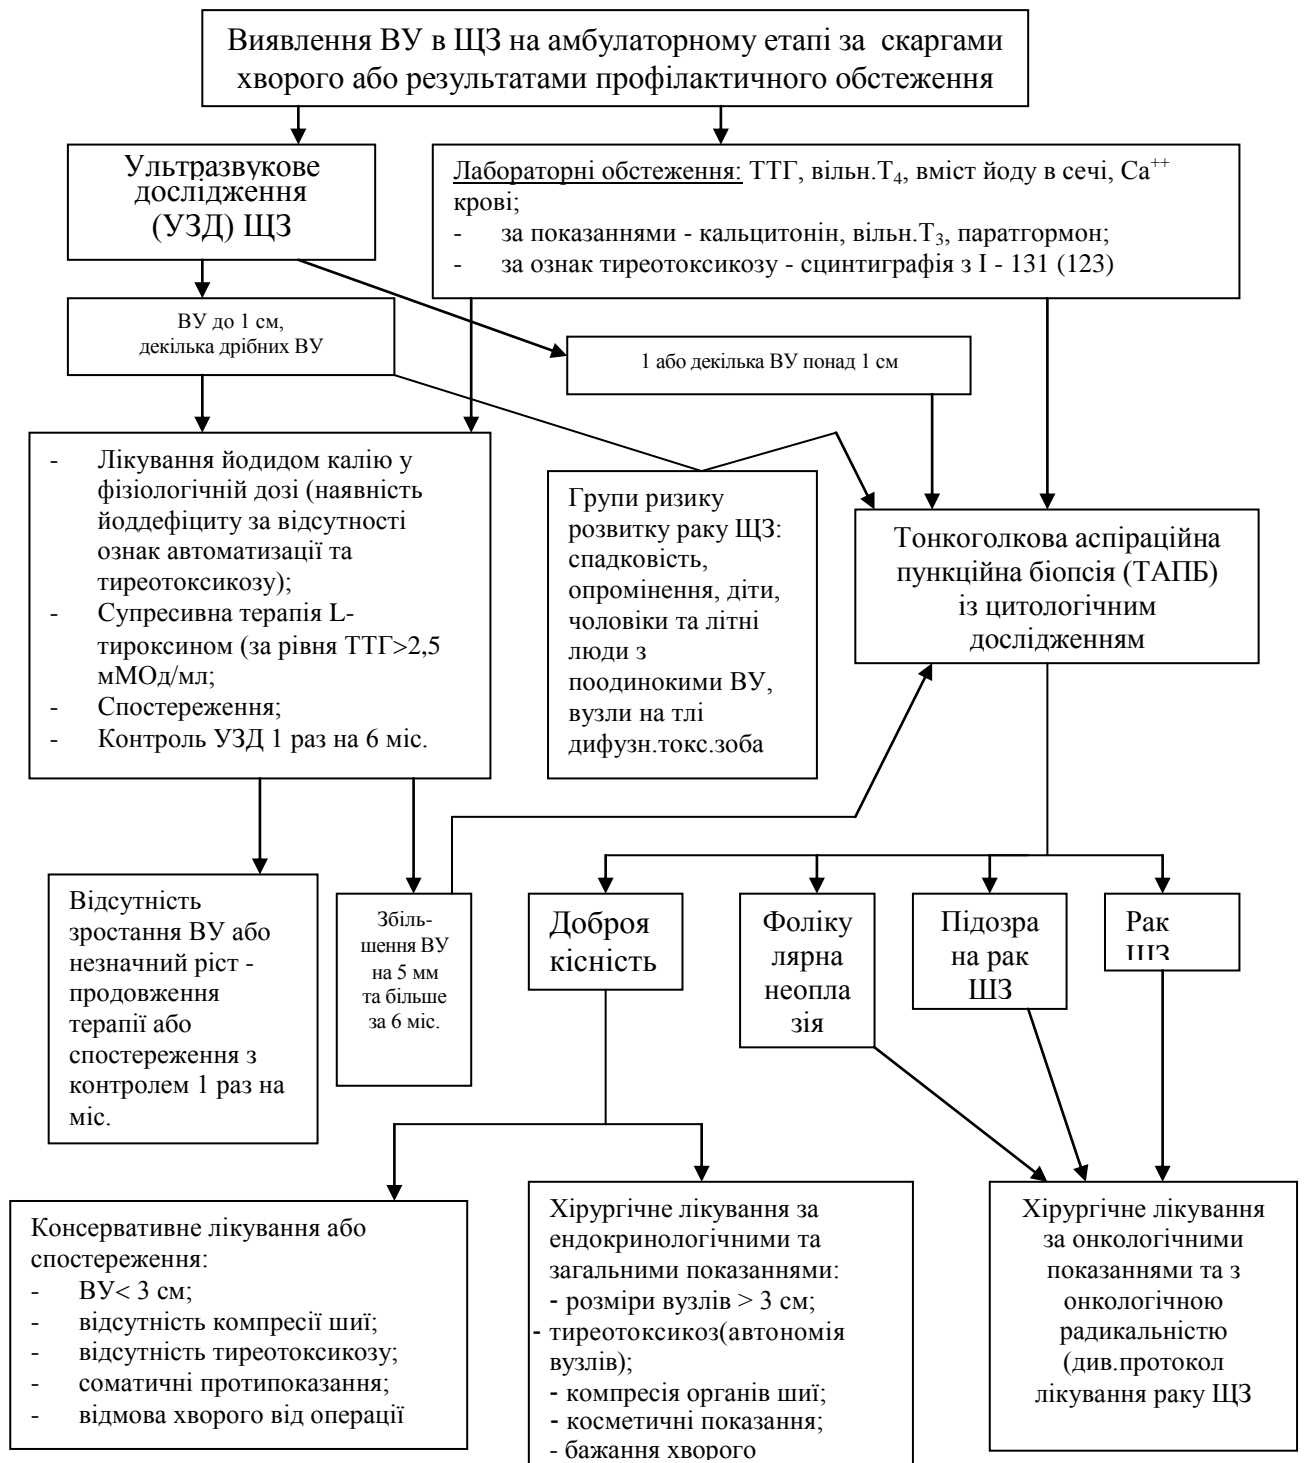 Виявлення ВУ в ЩЗ на амбулаторному етапі за скаргами
хворого або результатами профілактичного обстеження
Ультразвукове
дослідження
(УЗД) ЩЗ
Лабораторні обстеження: ТТГ, вільн.Т₄, вміст йоду в сечі, Са⁺⁺
крові;
- за показаннями - кальцитонін, вільн.Т₃, паратгормон;
- за ознак тиреотоксикозу - сцинтиграфія з І - 131 (123)
ВУ до 1 см,
декілька дрібних ВУ
1 або декілька ВУ понад 1 см
- Лікування йодидом калію у
фізіологічній дозі (наявність
йоддефіциту за відсутності
ознак автоматизації та
тиреотоксикозу);
- Супресивна терапія L-
тироксином (за рівня ТТГ>2,5
мМОд/мл;
- Спостереження;
- Контроль УЗД 1 раз на 6 міс.
Групи ризику
розвитку раку ЩЗ:
спадковість,
опромінення, діти,
чоловіки та літні
люди з
поодинокими ВУ,
вузли на тлі
дифузн.токс.зоба
Тонкоголкова аспіраційна
пункційна біопсія (ТАПБ)
із цитологічним
дослідженням
Відсутність
зростання ВУ або
незначний ріст -
продовження
терапії або
спостереження з
контролем 1 раз на
міс.
Збіль-
шення ВУ
на 5 мм
та більше
за 6 міс.
Доброя
кісність
Фоліку
лярна
неопла
зія
Підозра
на рак
ЩЗ
Рак
ЩЗ
Консервативне лікування або
спостереження:
- ВУ< 3 см;
- відсутність компресії шиї;
- відсутність тиреотоксикозу;
- соматичні протипоказання;
- відмова хворого від операції
Хірургічне лікування за
ендокринологічними та
загальними показаннями:
- розміри вузлів > 3 см;
- тиреотоксикоз(автономія
вузлів);
- компресія органів шиї;
- косметичні показання;
- бажання хворого
Хірургічне лікування
за онкологічними
показаннями та з
онкологічною
радикальністю
(див.протокол
лікування раку ЩЗ